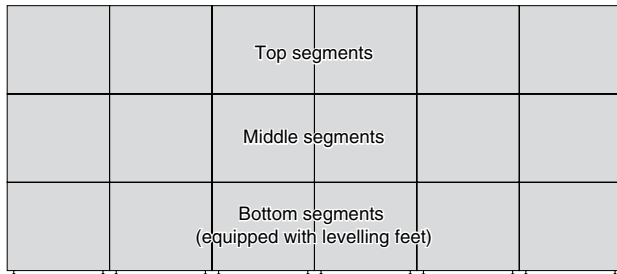 Top segments
Middle segments
Bottom segments
(equipped with levelling feet)